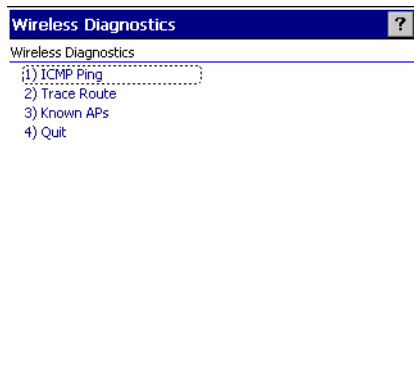 Wireless Diagnostics ?
Wireless Diagnostics
1) ICMP Ping
2) Trace Route
3) Known APs
4) Quit